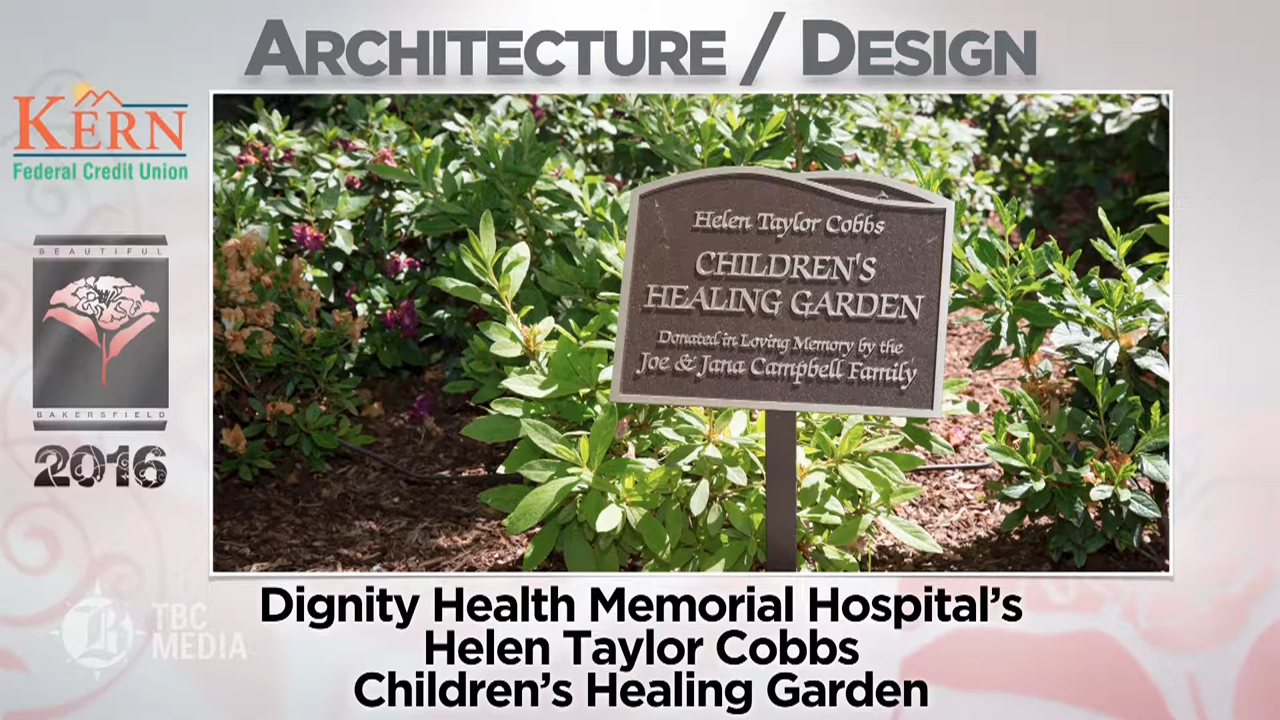 ARCHITECTURE / DESIGN
KERN
Federal Credit Union
BEAUTIFUL
BAKERSFIELD
2016
Helen Taylor Cobbs
CHILDREN'S
HEALING GARDEN
Donated in Loving Memory by the
Joe & Jana Campbell Family
B TBC
MEDIA
Dignity Health Memorial Hospital’s
Helen Taylor Cobbs
Children’s Healing Garden